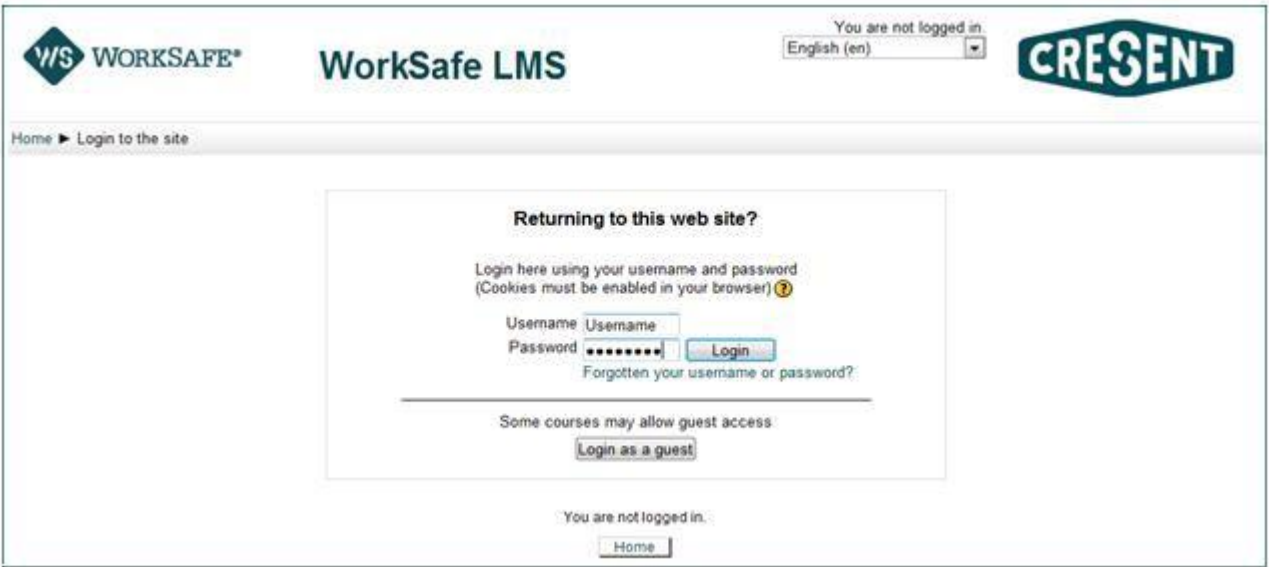 WS WORKSAFE®
WorkSafe LMS
You are not logged in.
English (en)
CRESENT
Home ► Login to the site
Returning to this web site?
Login here using your username and password
(Cookies must be enabled in your browser) ?
Username Username
Password ●●●●●●●● Login
Forgotten your username or password?
Some courses may allow guest access
Login as a guest
You are not logged in.
Home